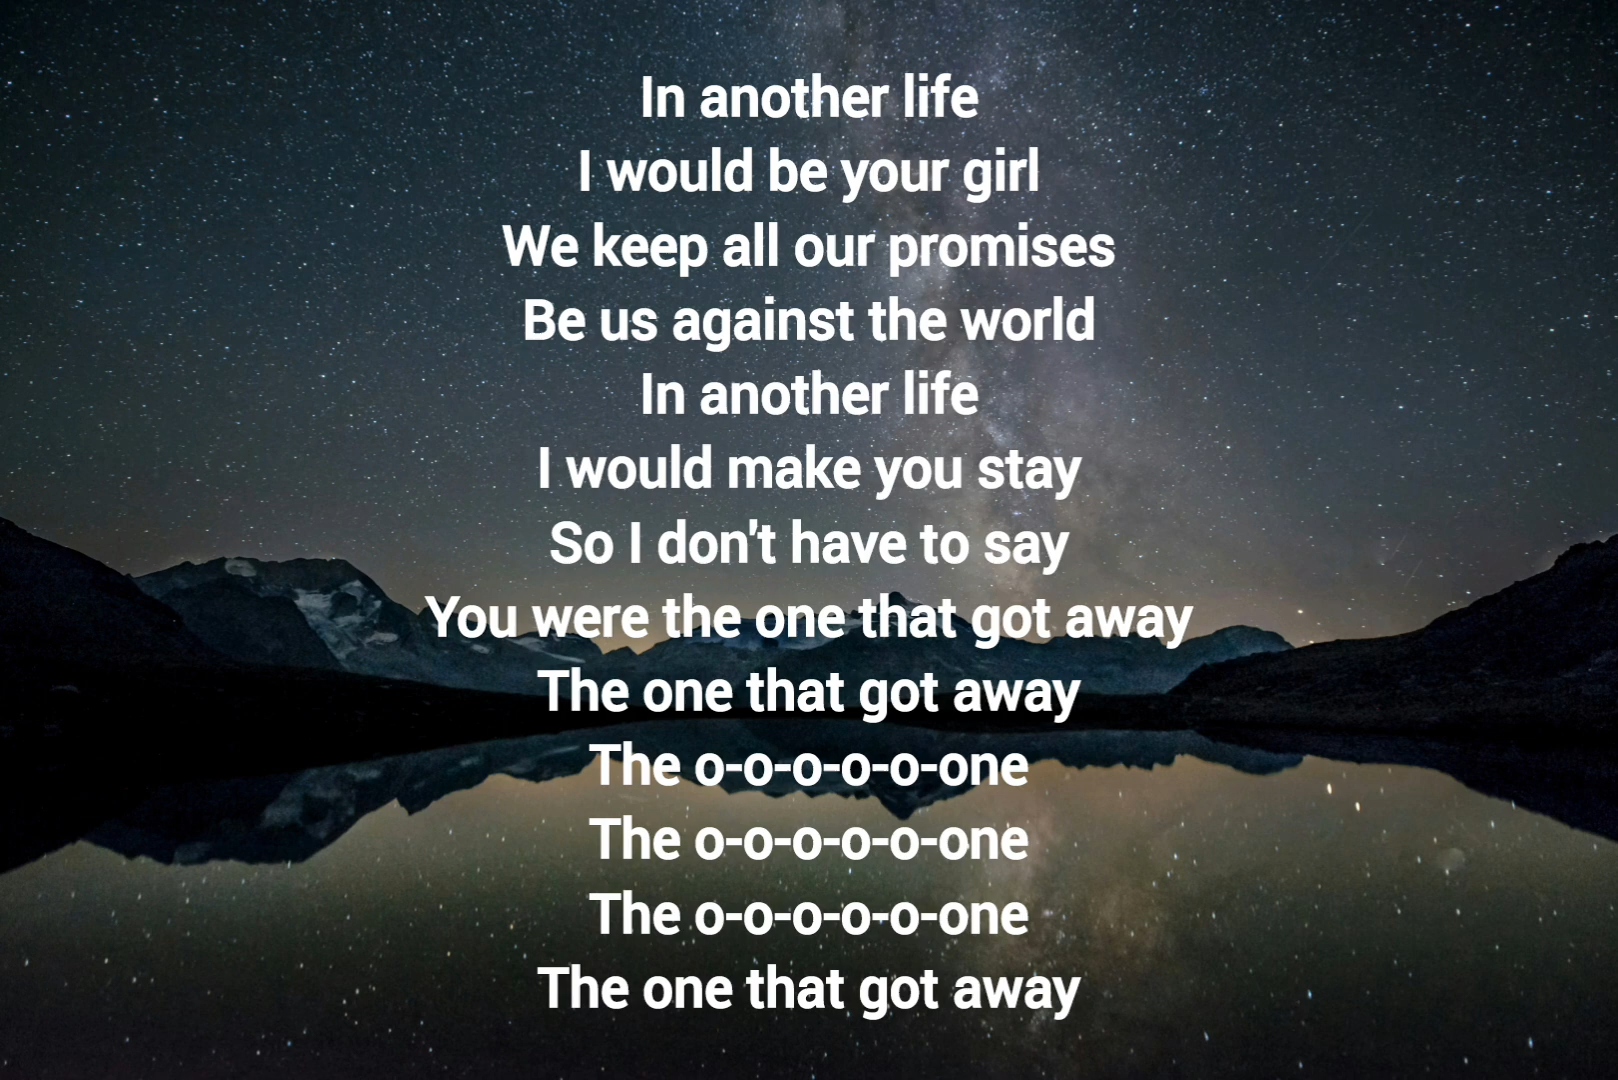 In another life
I would be your girl
We keep all our promises
Be us against the world
In another life
I would make you stay
So I don't have to say
You were the one that got away
The one that got away
The o-o-o-o-o-one
The o-o-o-o-o-one
The o-o-o-o-o-one
The one that got away